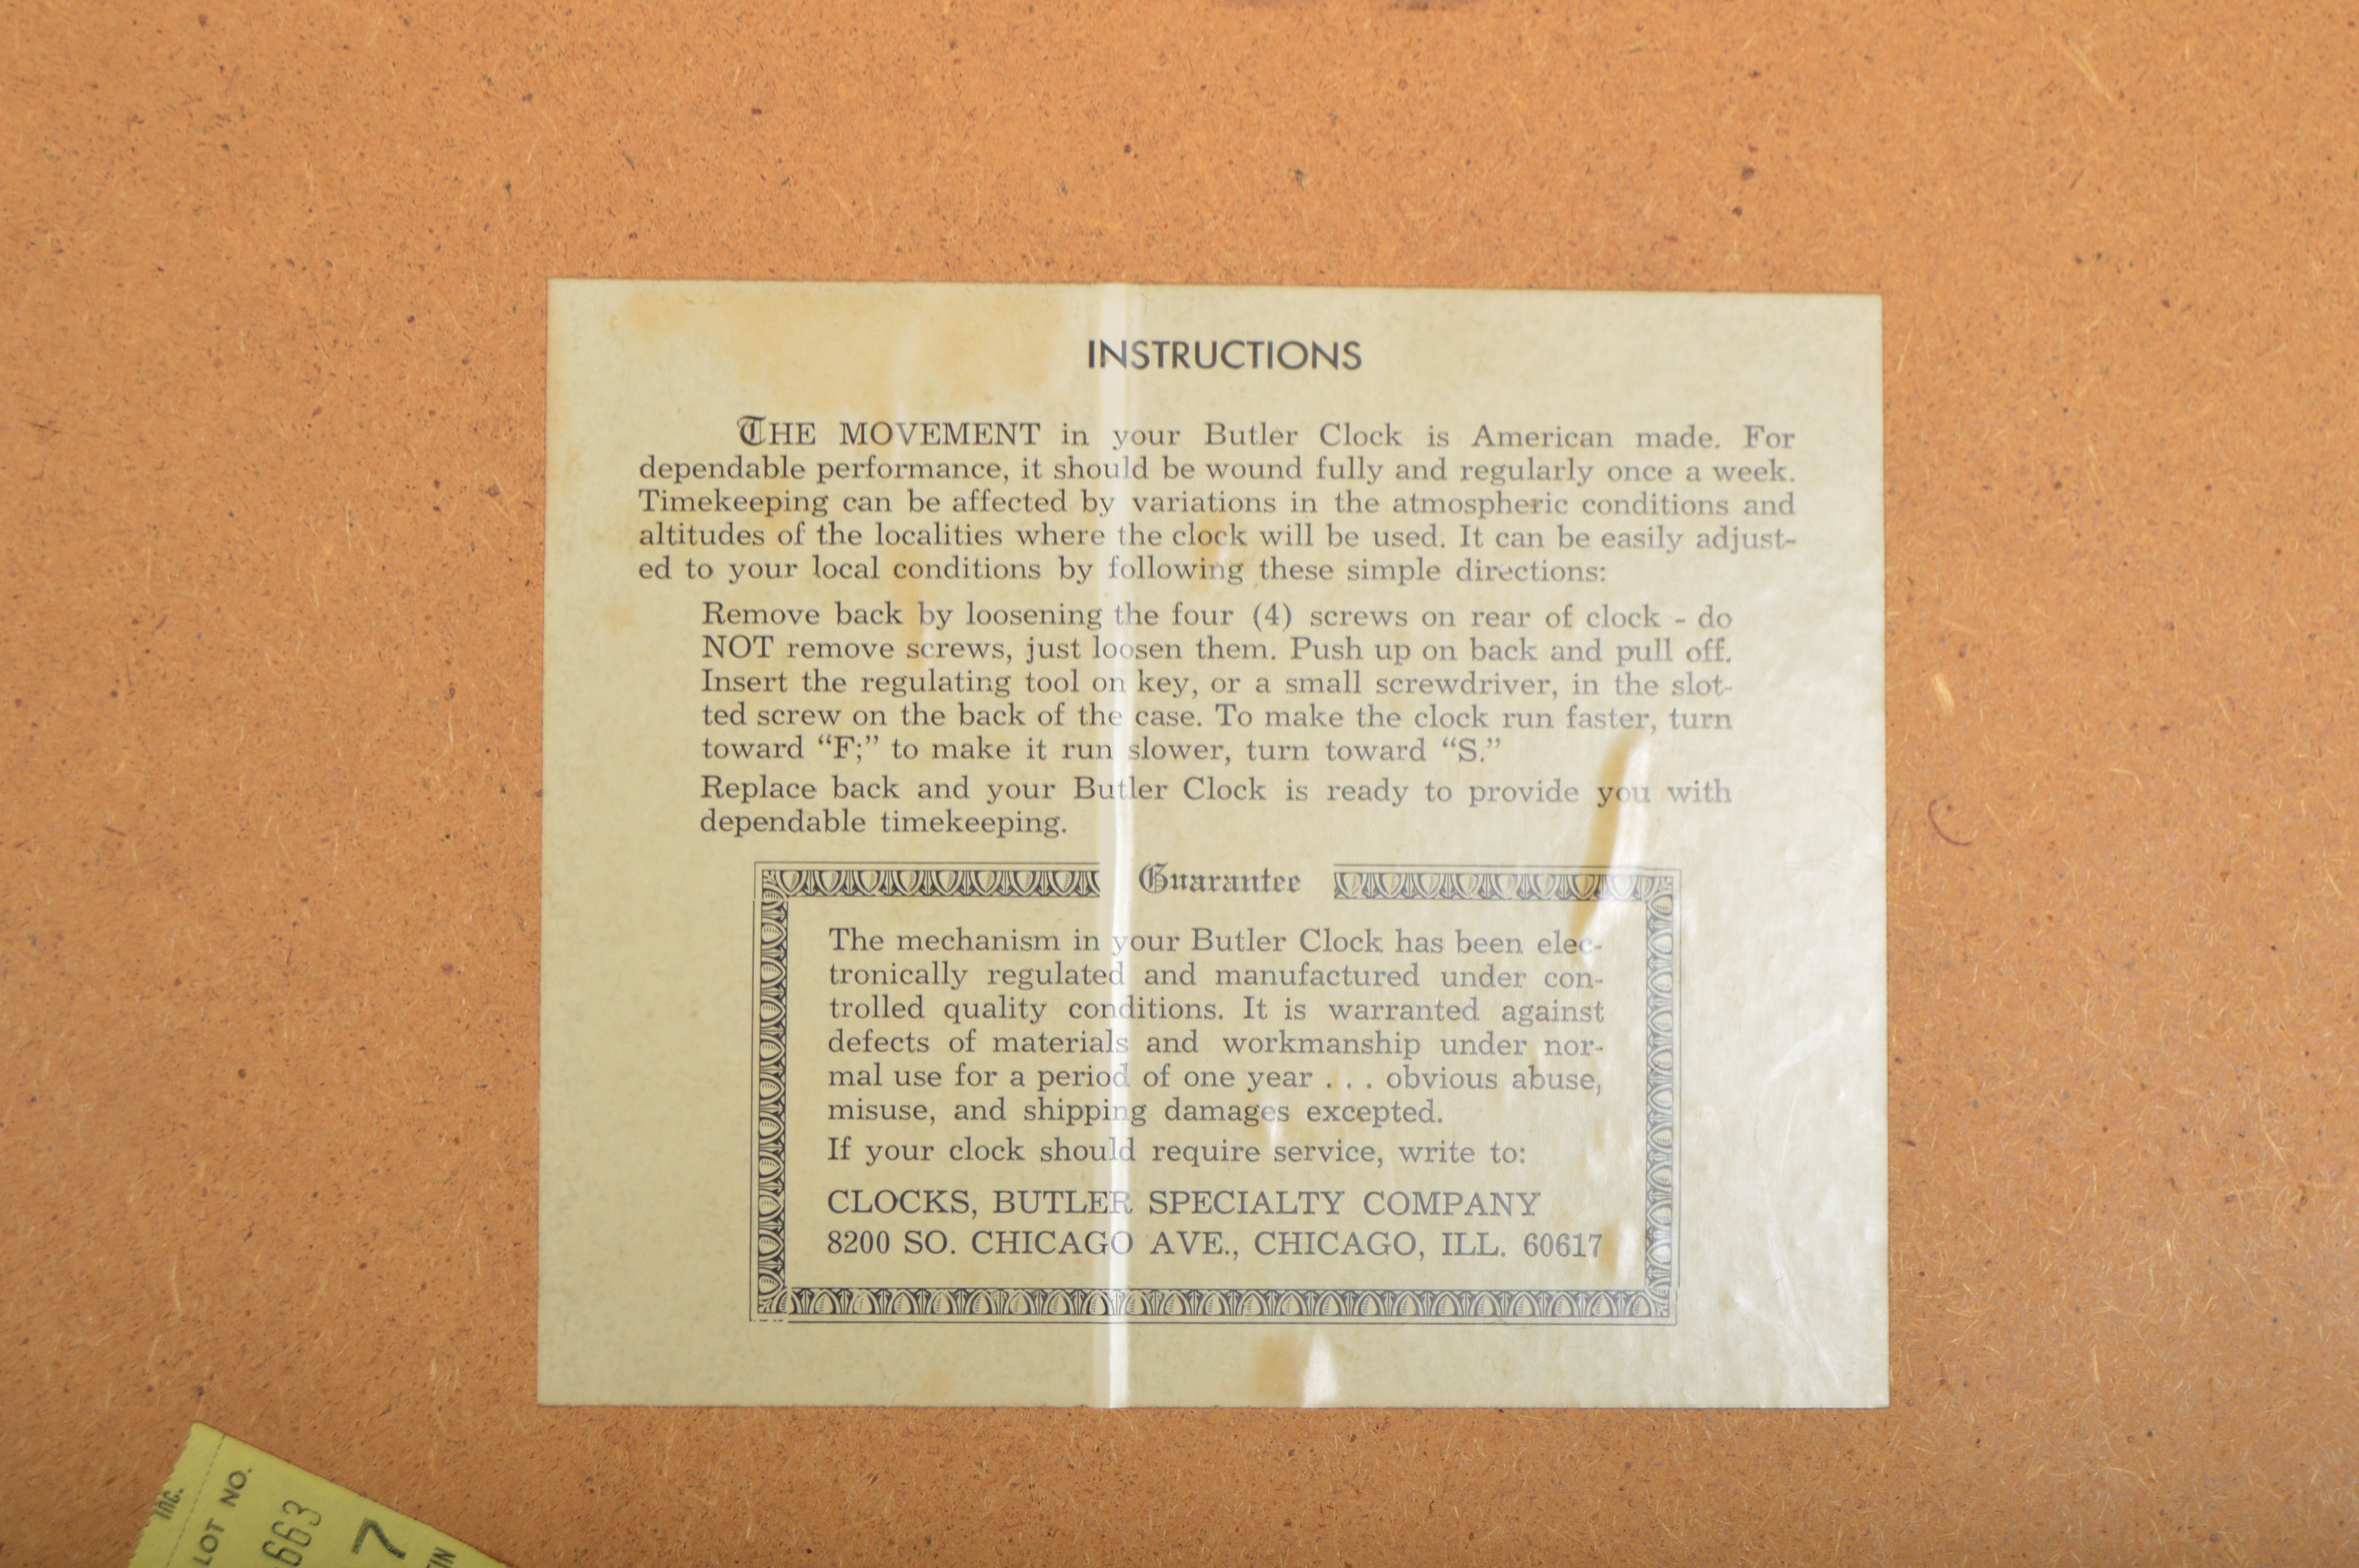 INSTRUCTIONS
THE MOVEMENT in your Butler Clock is American made. For
dependable performance, it should be wound fully and regularly once a week.
Timekeeping can be affected by variations in the atmospheric conditions and
altitudes of the localities where the clock will be used. It can be easily adjust-
ed to your local conditions by following these simple directions:
Remove back by loosening the four (4) screws on rear of clock - do
NOT remove screws, just loosen them. Push up on back and pull off.
Insert the regulating tool on key, or a small screwdriver, in the slot-
ted screw on the back of the case. To make the clock run faster, turn
toward “F;” to make it run slower, turn toward “S.”
Replace back and your Butler Clock is ready to provide you with
dependable timekeeping.
Guarantee
The mechanism in your Butler Clock has been elec-
tronically regulated and manufactured under con-
trolled quality conditions. It is warranted against
defects of materials and workmanship under nor-
mal use for a period of one year . . . obvious abuse,
misuse, and shipping damages excepted.
If your clock should require service, write to:
CLOCKS, BUTLER SPECIALTY COMPANY
8200 SO. CHICAGO AVE., CHICAGO, ILL. 60617
Inc.
LOT NO.
663
7